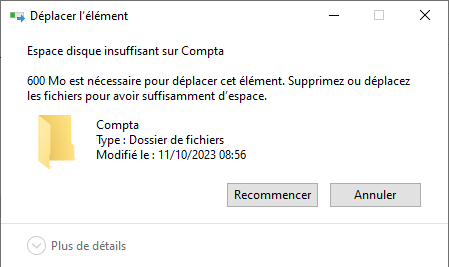 Déplacer l’élément
Espace disque insuffisant sur Compta
600 Mo est nécessaire pour déplacer cet élément. Supprimez ou déplacez
les fichiers pour avoir suffisamment d’espace.
Compta
Type : Dossier de fichiers
Modifié le : 11/10/2023 08:56
Recommencer
Annuler
Plus de détails